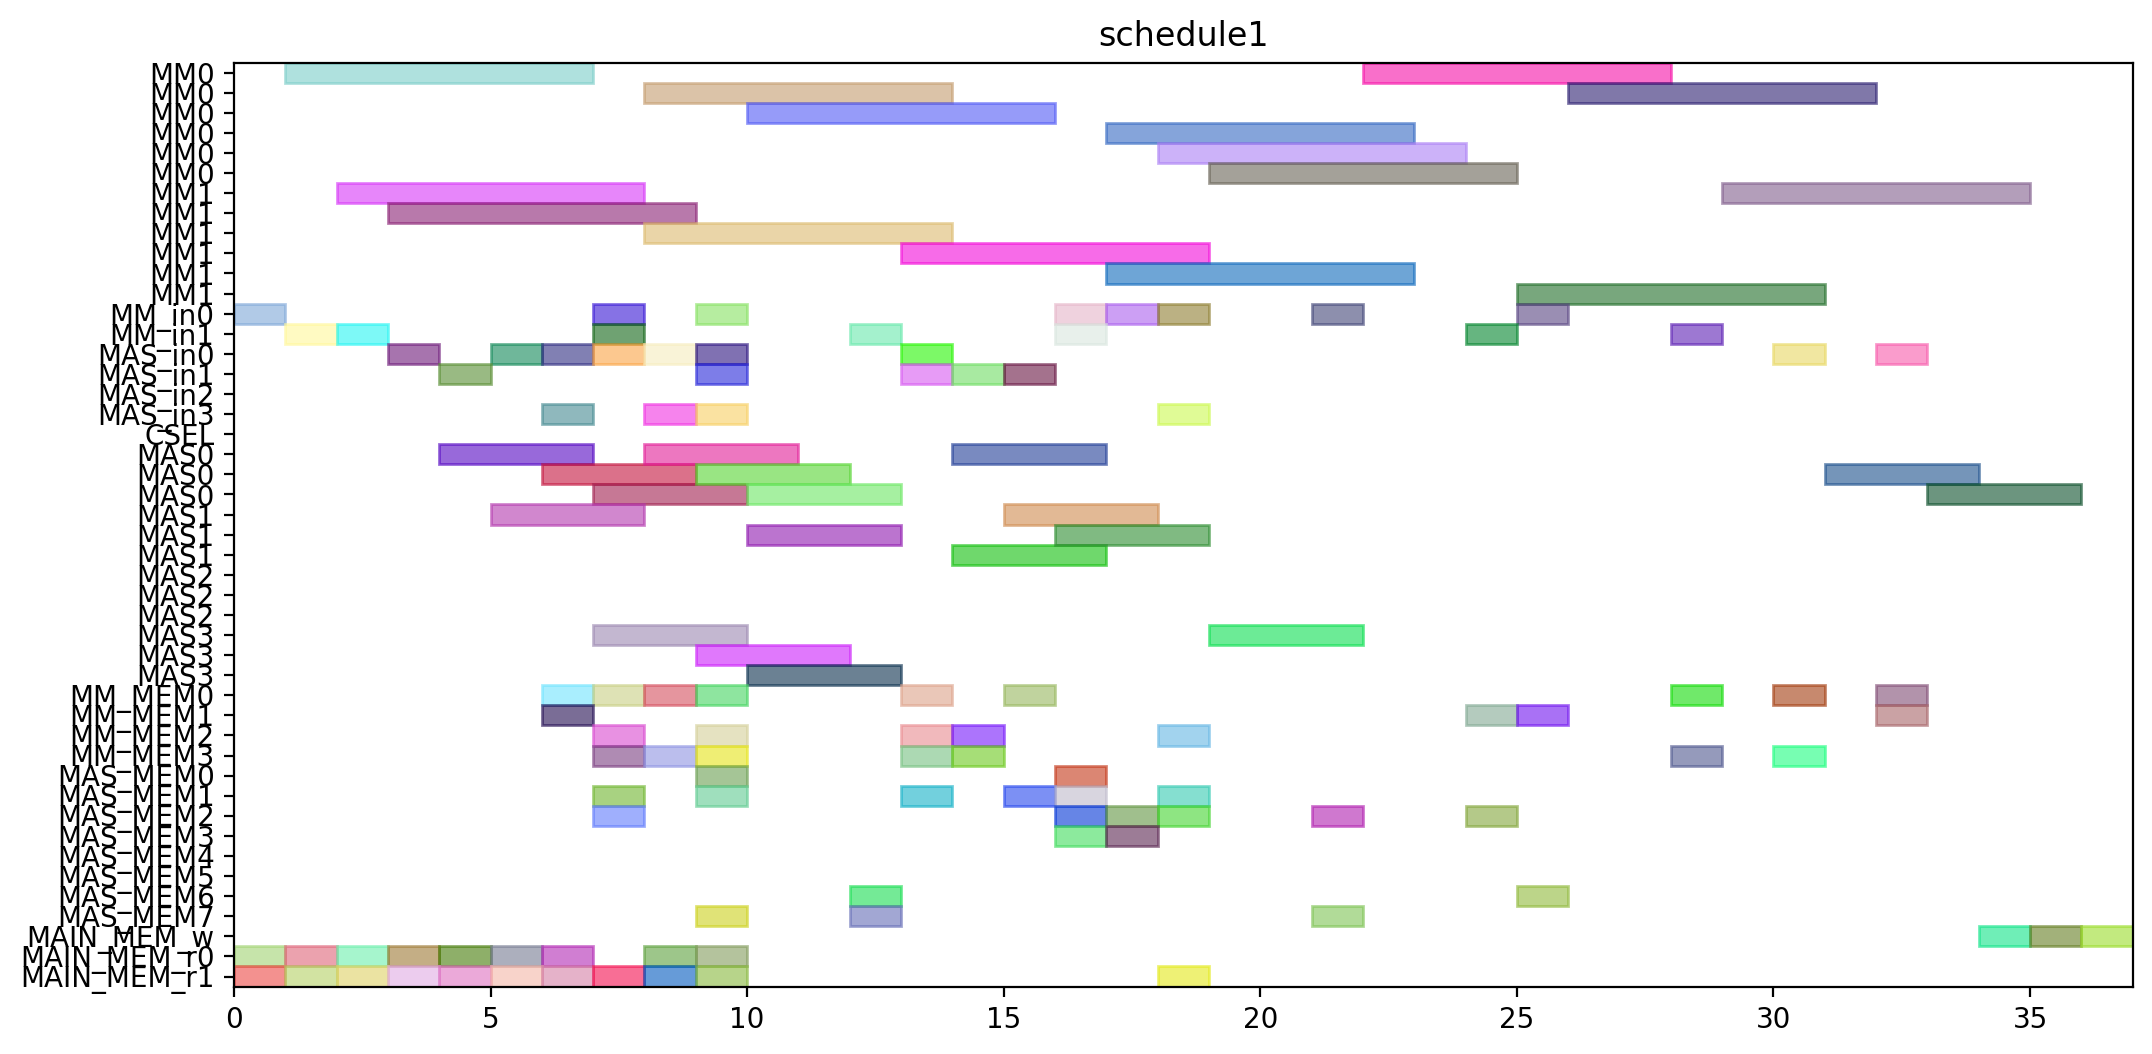 schedule1
MM0
MM0
MM0
MM0
MM0
MM0
MM1
MM1
MM1
MM1
MM1
MM1
MM_in0
MM_in1
MAS_in0
MAS_in1
MAS_in2
MAS_in3
CSEL
MAS0
MAS0
MAS0
MAS1
MAS1
MAS1
MAS2
MAS2
MAS2
MAS3
MAS3
MAS3
MM_MEM0
MM_MEM1
MM_MEM2
MM_MEM3
MAS_MEM0
MAS_MEM1
MAS_MEM2
MAS_MEM3
MAS_MEM4
MAS_MEM5
MAS_MEM6
MAS_MEM7
MAIN_MEM_w
MAIN_MEM_r0
MAIN_MEM_r1
0 5 10 15 20 25 30 35